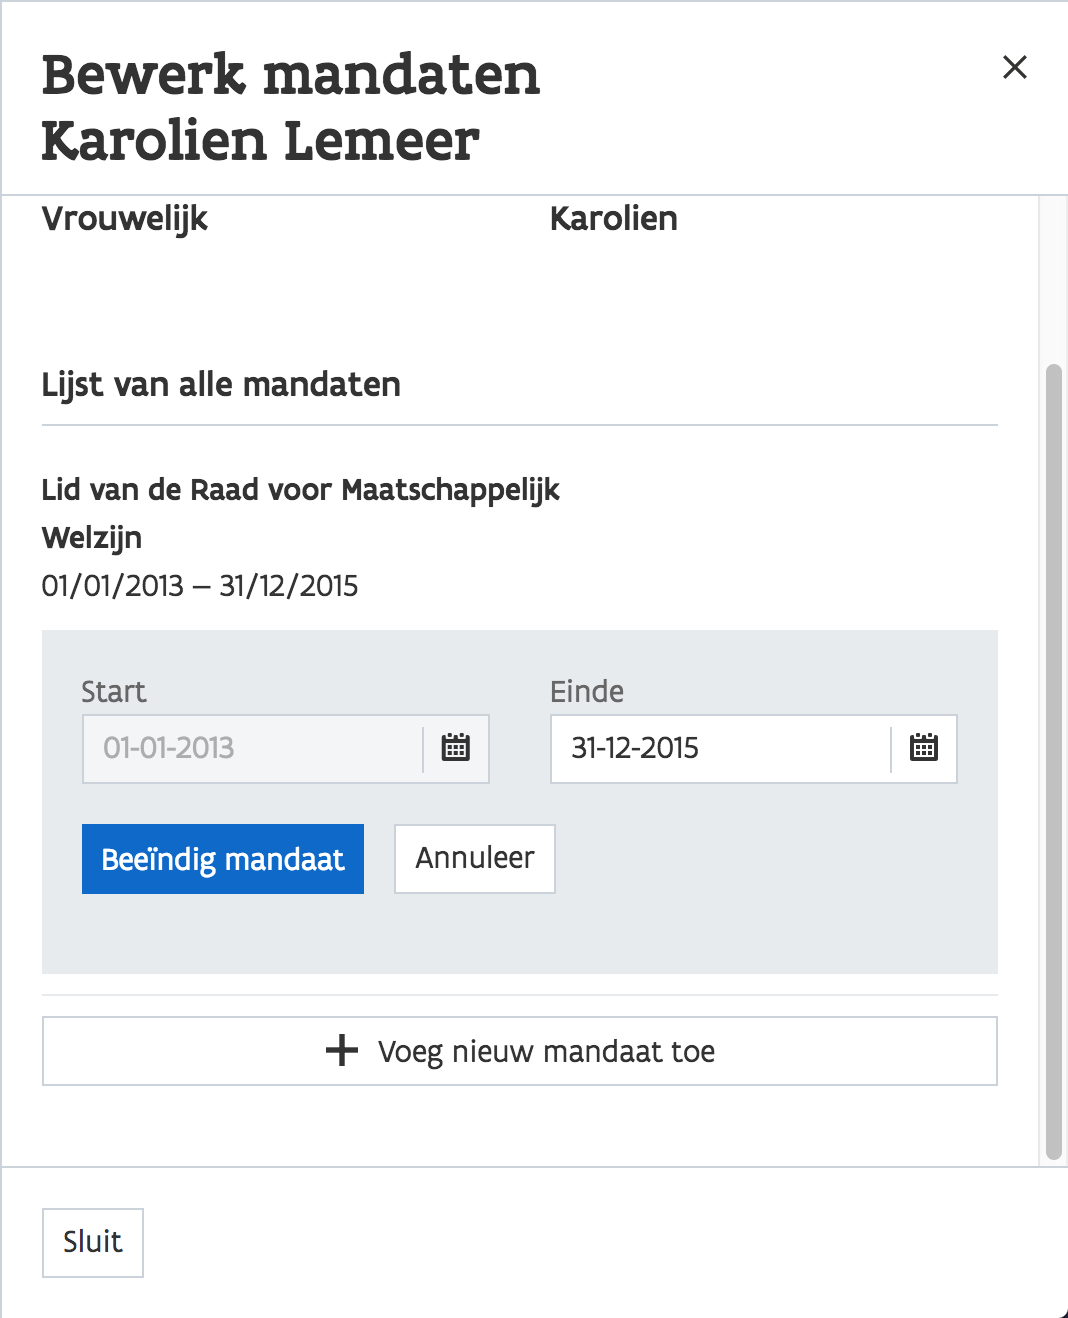 Bewerk mandaten
Karolien Lemeer
Vrouwelijk
Karolien
Lijst van alle mandaten
Lid van de Raad voor Maatschappelijk
Welzijn
01/01/2013 – 31/12/2015
Start
Einde
01-01-2013
31-12-2015
Beeïndig mandaat
Annuleer
Voeg nieuw mandaat toe
Sluit